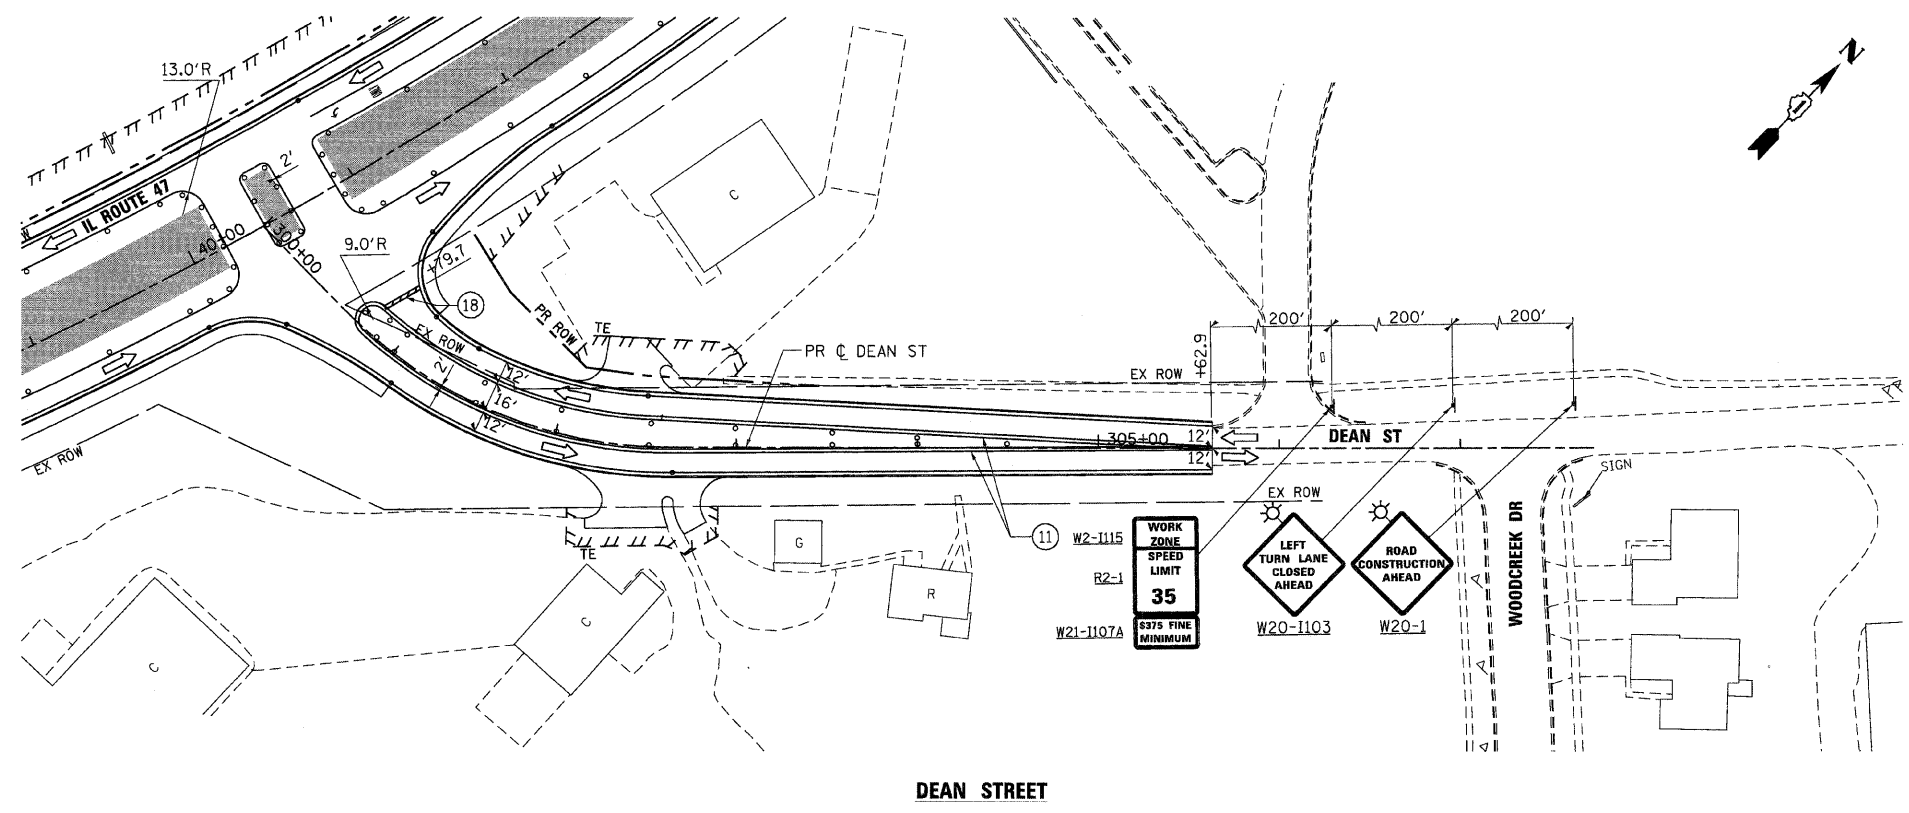 13.0'R
N
2'
IL ROUTE 47
40+00
300+00
9.0'R
+79.7
18
EX ROW
PR ROW
TE
PR ℄ DEAN ST
EX ROW
+62.9
200'
200'
200'
2'
12'
16'
12'
305+00
12'
12'
DEAN ST
SIGN
EX ROW
EX ROW
TE
G
R
C
C
C
11
W2-I115
R2-1
W21-I107A
WORK
ZONE
SPEED
LIMIT
35
$375 FINE
MINIMUM
LEFT
TURN LANE
CLOSED
AHEAD
W20-I103
ROAD
CONSTRUCTION
AHEAD
W20-1
WOODCREEK DR
DEAN STREET